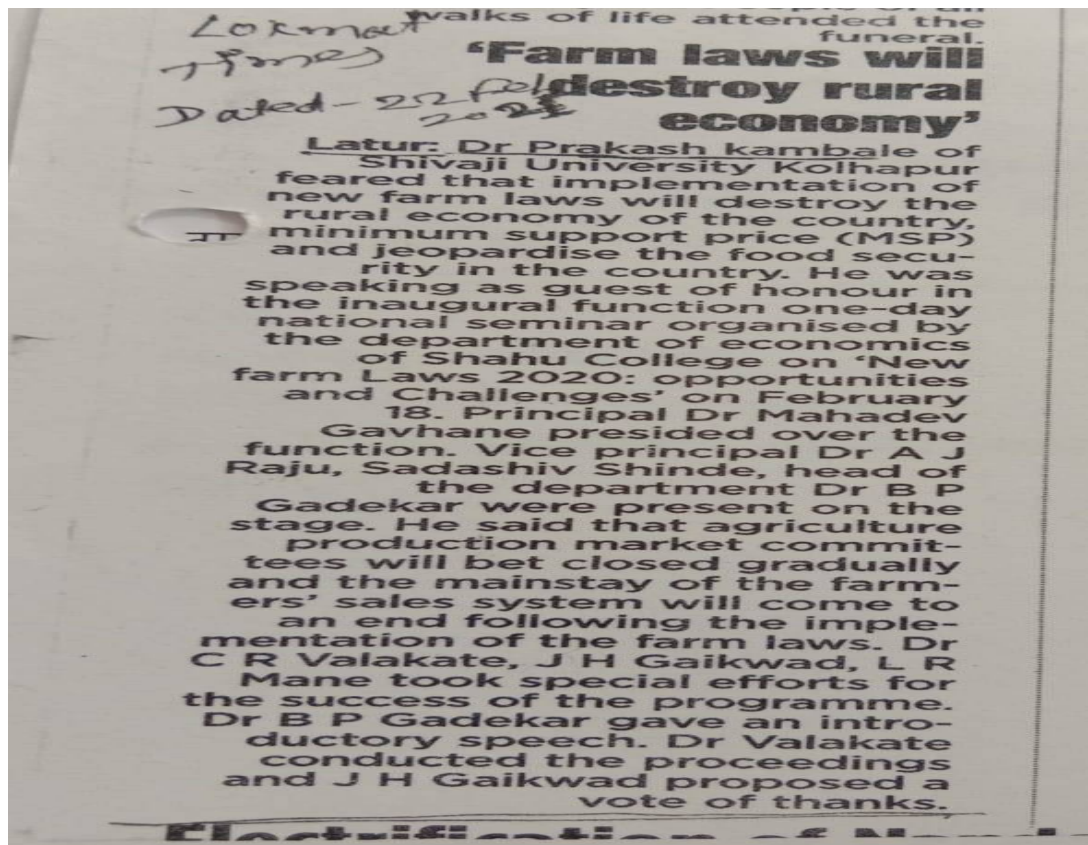 walks of life attended the
funeral.
Lokmat
Times
Dated - 22 Feb
2021
'Farm laws will
destroy rural
economy'
Latur: Dr Prakash kambale of
Shivaji University Kolhapur
feared that implementation of
new farm laws will destroy the
rural economy of the country,
minimum support price (MSP)
and jeopardise the food secu-
rity in the country. He was
speaking as guest of honour in
the inaugural function one-day
national seminar organised by
the department of economics
of Shahu College on 'New
farm Laws 2020: opportunities
and Challenges' on February
18. Principal Dr Mahadev
Gavhane presided over the
function. Vice principal Dr A J
Raju, Sadashiv Shinde, head of
the department Dr B P
Gadekar were present on the
stage. He said that agriculture
production market commit-
tees will bet closed gradually
and the mainstay of the farm-
ers' sales system will come to
an end following the imple-
mentation of the farm laws. Dr
C R Valakate, J H Gaikwad, L R
Mane took special efforts for
the success of the programme.
Dr B P Gadekar gave an intro-
ductory speech. Dr Valakate
conducted the proceedings
and J H Gaikwad proposed a
vote of thanks.
Electrification of